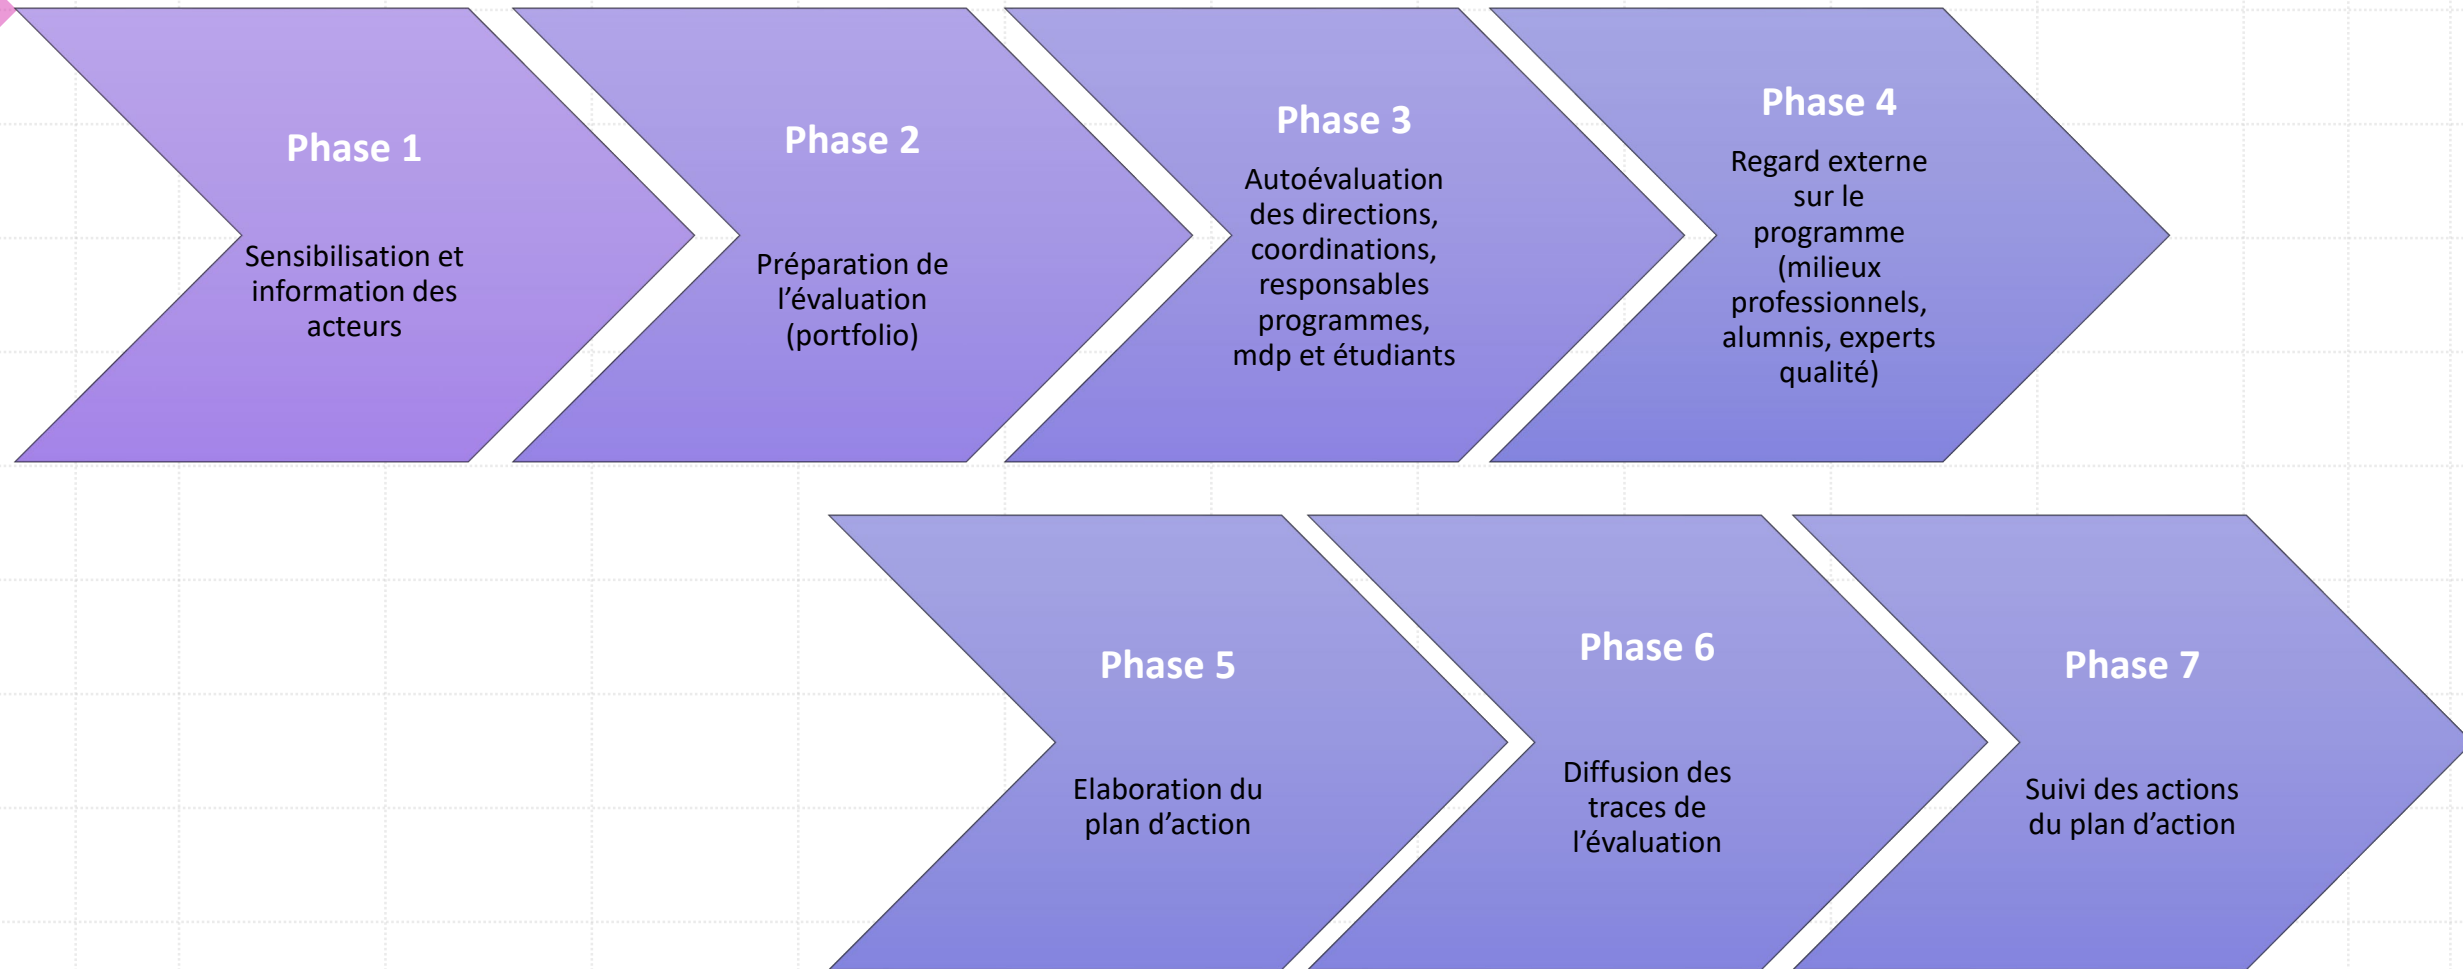 Phase 1
Sensibilisation et
information des
acteurs
Phase 2
Préparation de
l’évaluation
(portfolio)
Phase 3
Autoévaluation
des directions,
coordinations,
responsables
programmes,
mdp et étudiants
Phase 4
Regard externe
sur le
programme
(milieux
professionnels,
alumnis, experts
qualité)
Phase 5
Elaboration du
plan d’action
Phase 6
Diffusion des
traces de
l’évaluation
Phase 7
Suivi des actions
du plan d’action